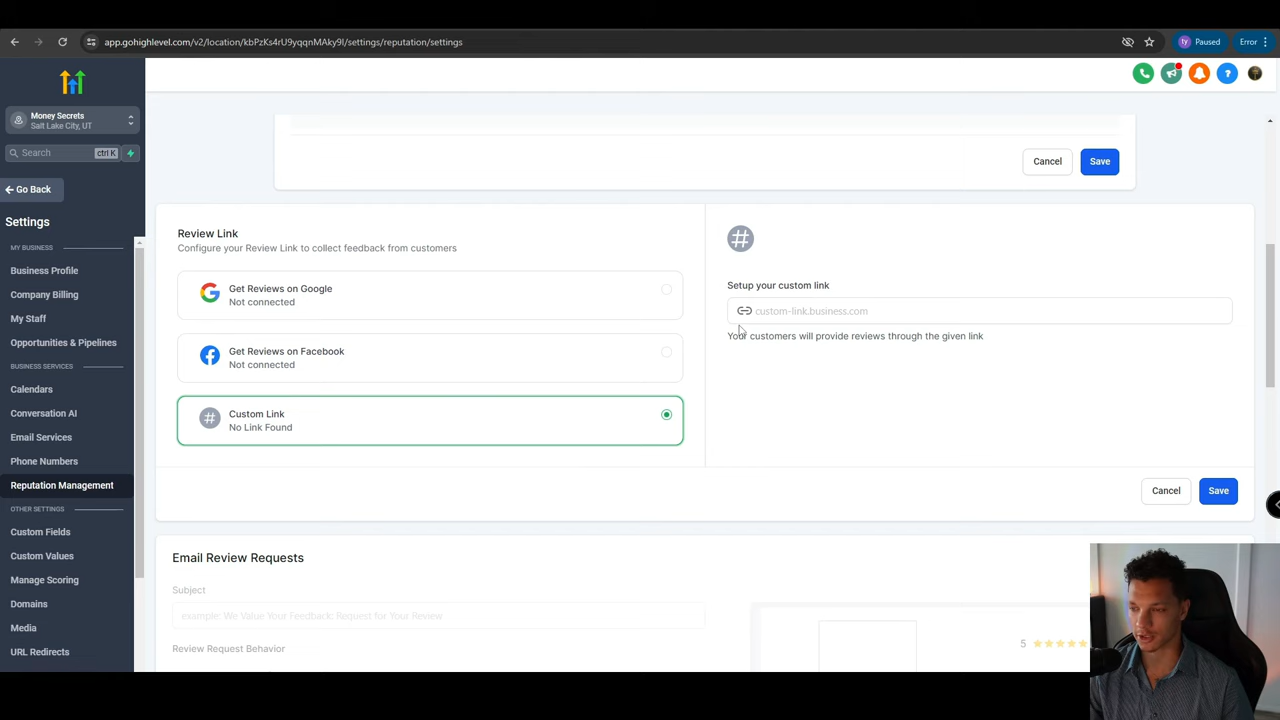 app.gohighlevel.com/v2/location/kbPzKs4rU9yqqnMAky9I/settings/reputation/settings
ty
Paused
Error
Money Secrets
Salt Lake City, UT
Search
ctrl K
Go Back
Settings
MY BUSINESS
Business Profile
Company Billing
My Staff
Opportunities & Pipelines
BUSINESS SERVICES
Calendars
Conversation AI
Email Services
Phone Numbers
Reputation Management
OTHER SETTINGS
Custom Fields
Custom Values
Manage Scoring
Domains
Media
URL Redirects
Cancel
Save
Review Link
Configure your Review Link to collect feedback from customers
Get Reviews on Google
Not connected
Get Reviews on Facebook
Not connected
#
Custom Link
No Link Found
#
Setup your custom link
custom-link.business.com
Your customers will provide reviews through the given link
Cancel
Save
Email Review Requests
Subject
example: We Value Your Feedback: Request for Your Review
Review Request Behavior
5